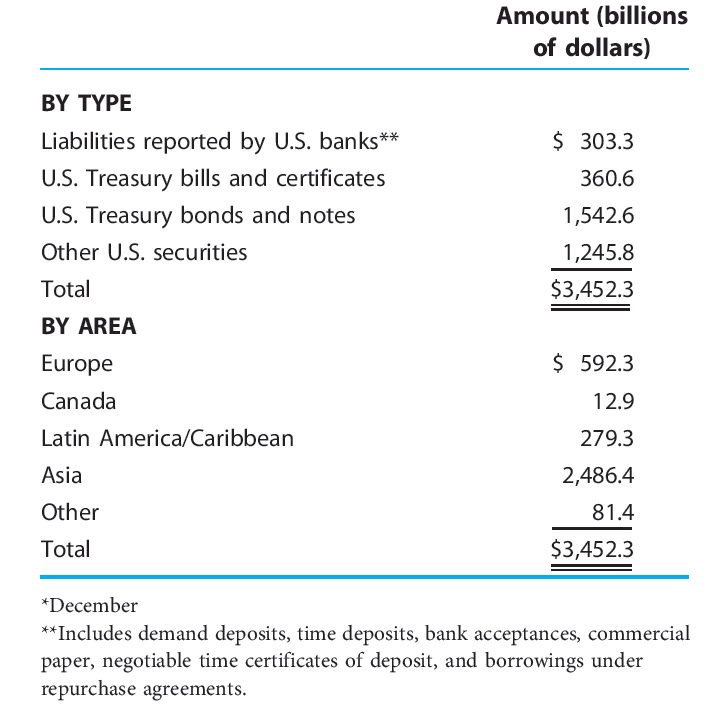 Amount (billions
of dollars)
BY TYPE
Liabilities reported by U.S. banks** $ 303.3
U.S. Treasury bills and certificates 360.6
U.S. Treasury bonds and notes 1,542.6
Other U.S. securities 1,245.8
Total $3,452.3
BY AREA
Europe $ 592.3
Canada 12.9
Latin America/Caribbean 279.3
Asia 2,486.4
Other 81.4
Total $3,452.3
*December
**Includes demand deposits, time deposits, bank acceptances, commercial
paper, negotiable time certificates of deposit, and borrowings under
repurchase agreements.